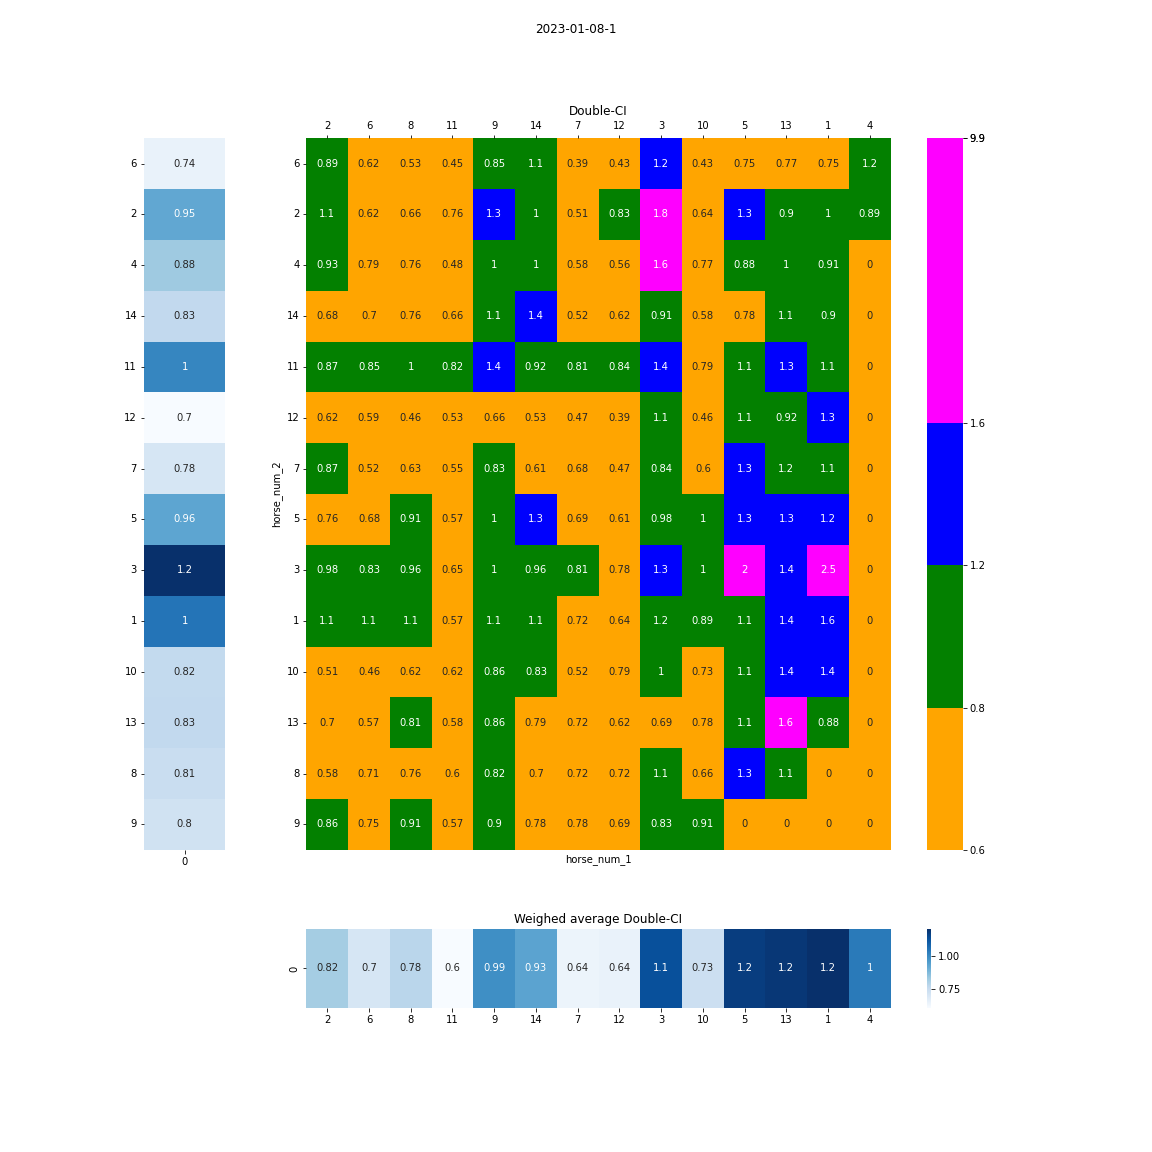 2023-01-08-1
Double-CI
2 6 8 11 9 14 7 12 3 10 5 13 1 4
9.9
6 0.74 6 0.89 0.62 0.53 0.45 0.85 1.1 0.39 0.43 1.2 0.43 0.75 0.77 0.75 1.2
2 0.95 2 1.1 0.62 0.66 0.76 1.3 1 0.51 0.83 1.8 0.64 1.3 0.9 1 0.89
4 0.88 4 0.93 0.79 0.76 0.48 1 1 0.58 0.56 1.6 0.77 0.88 1 0.91 0
14 0.83 14 0.68 0.7 0.76 0.66 1.1 1.4 0.52 0.62 0.91 0.58 0.78 1.1 0.9 0
11 1 11 0.87 0.85 1 0.82 1.4 0.92 0.81 0.84 1.4 0.79 1.1 1.3 1.1 0
12 0.7 12 0.62 0.59 0.46 0.53 0.66 0.53 0.47 0.39 1.1 0.46 1.1 0.92 1.3 0
1.6
7 0.78 7 0.87 0.52 0.63 0.55 0.83 0.61 0.68 0.47 0.84 0.6 1.3 1.2 1.1 0
horse_num_2
5 0.96 5 0.76 0.68 0.91 0.57 1 1.3 0.69 0.61 0.98 1 1.3 1.3 1.2 0
1.2
3 1.2 3 0.98 0.83 0.96 0.65 1 0.96 0.81 0.78 1.3 1 2 1.4 2.5 0
1 1 1 1.1 1.1 1.1 0.57 1.1 1.1 0.72 0.64 1.2 0.89 1.1 1.4 1.6 0
10 0.82 10 0.51 0.46 0.62 0.62 0.86 0.83 0.52 0.79 1 0.73 1.1 1.4 1.4 0
0.8
13 0.83 13 0.7 0.57 0.81 0.58 0.86 0.79 0.72 0.62 0.69 0.78 1.1 1.6 0.88 0
8 0.81 8 0.58 0.71 0.76 0.6 0.82 0.7 0.72 0.72 1.1 0.66 1.3 1.1 0 0
9 0.8 9 0.86 0.75 0.91 0.57 0.9 0.78 0.78 0.69 0.83 0.91 0 0 0 0
0.6
0
horse_num_1
Weighed average Double-CI
1.00
0 0.82 0.7 0.78 0.6 0.99 0.93 0.64 0.64 1.1 0.73 1.2 1.2 1.2 1
0.75
2 6 8 11 9 14 7 12 3 10 5 13 1 4